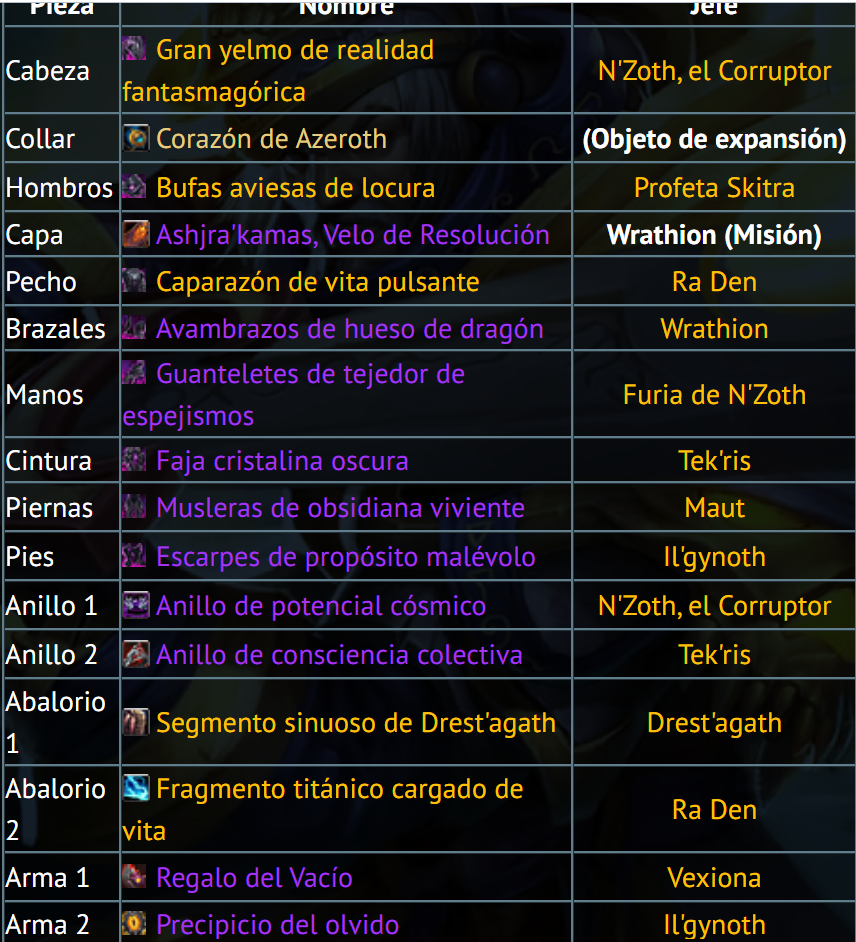 Pieza Nombre Jefe
Cabeza Gran yelmo de realidad fantasmagórica N'Zoth, el Corruptor
Collar Corazón de Azeroth (Objeto de expansión)
Hombros Bufas aviesas de locura Profeta Skitra
Capa Ashjra'kamas, Velo de Resolución Wrathion (Misión)
Pecho Caparazón de vita pulsante Ra Den
Brazales Avambrazos de hueso de dragón Wrathion
Manos Guanteletes de tejedor de espejismos Furia de N'Zoth
Cintura Faja cristalina oscura Tek'ris
Piernas Musleras de obsidiana viviente Maut
Pies Escarpes de propósito malévolo Il'gynoth
Anillo 1 Anillo de potencial cósmico N'Zoth, el Corruptor
Anillo 2 Anillo de consciencia colectiva Tek'ris
Abalorio 1 Segmento sinuoso de Drest'agath Drest'agath
Abalorio 2 Fragmento titánico cargado de vita Ra Den
Arma 1 Regalo del Vacío Vexiona
Arma 2 Precipicio del olvido Il'gynoth